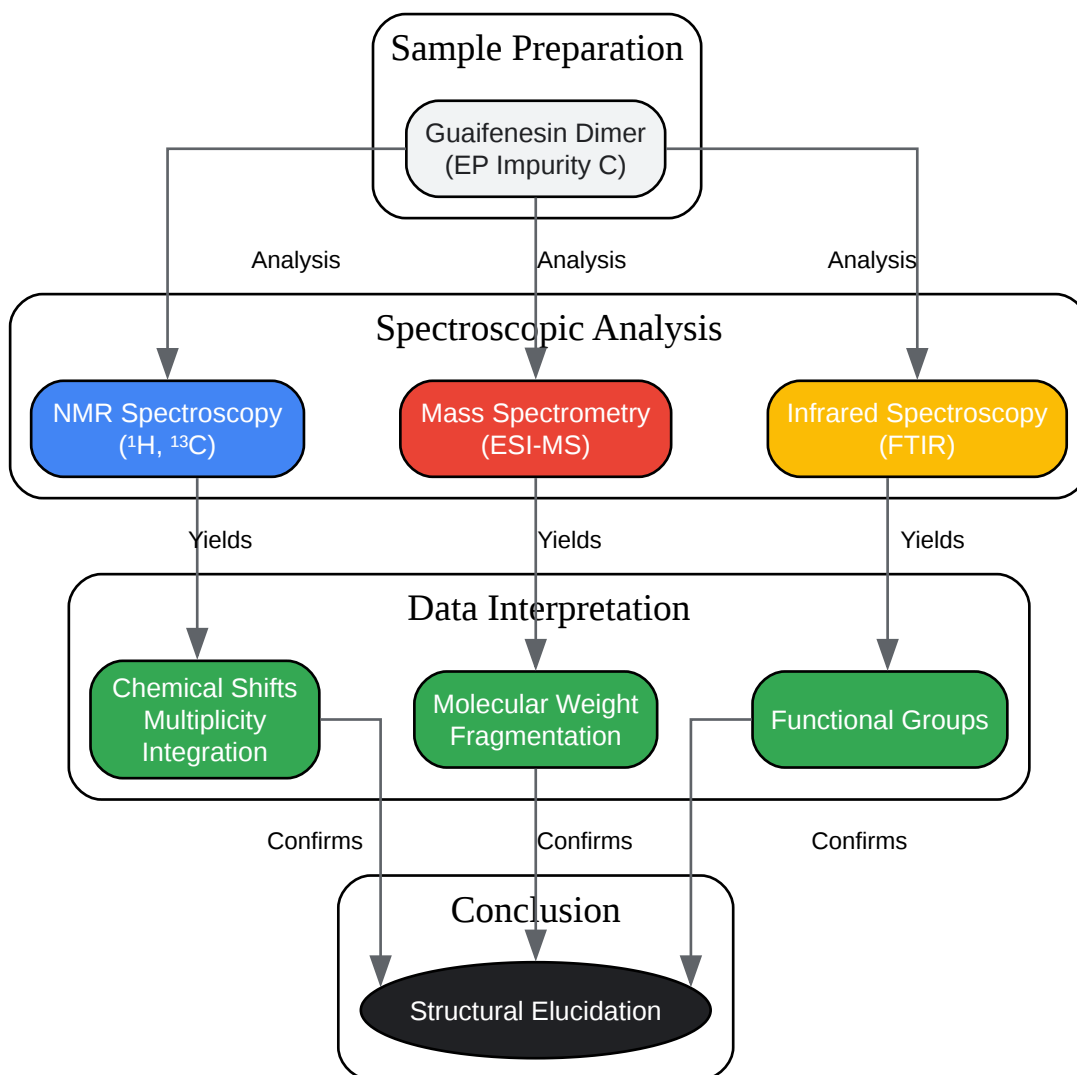 Sample Preparation
Guaifenesin Dimer
(EP Impurity C)
Analysis
Analysis
Analysis
Spectroscopic Analysis
NMR Spectroscopy
(¹H, ¹³C)
Mass Spectrometry
(ESI-MS)
Infrared Spectroscopy
(FTIR)
Yields
Yields
Yields
Data Interpretation
Chemical Shifts
Multiplicity
Integration
Molecular Weight
Fragmentation
Functional Groups
Confirms
Confirms
Confirms
Conclusion
Structural Elucidation